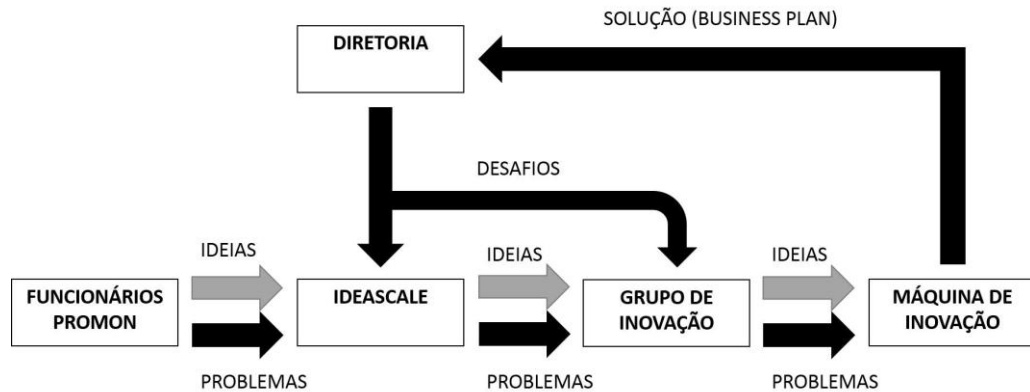 SOLUÇÃO (BUSINESS PLAN)
DIRETORIA
DESAFIOS
IDEIAS
IDEIAS
IDEIAS
FUNCIONÁRIOS
PROMON
IDEASCALE
GRUPO DE
INOVAÇÃO
MÁQUINA DE
INOVAÇÃO
PROBLEMAS
PROBLEMAS
PROBLEMAS